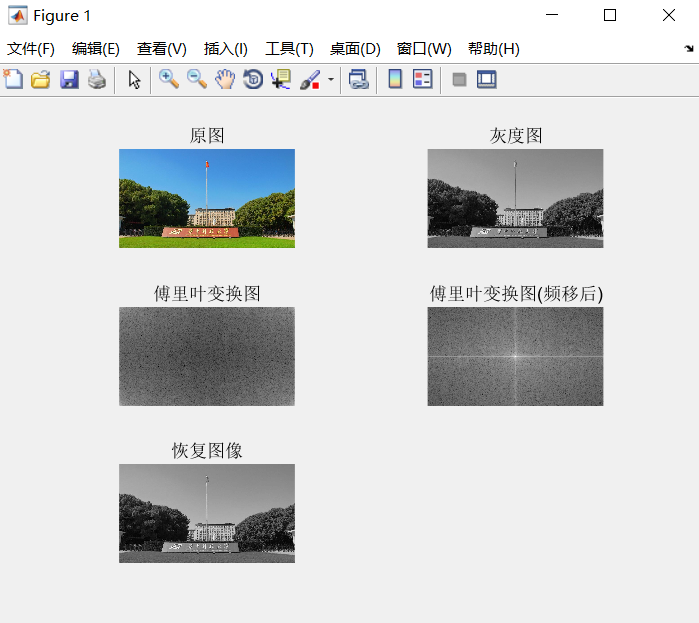 Figure 1
文件(F) 编辑(E) 查看(V) 插入(I) 工具(T) 桌面(D) 窗口(W) 帮助(H)
原图
灰度图
傅里叶变换图
傅里叶变换图(频移后)
恢复图像